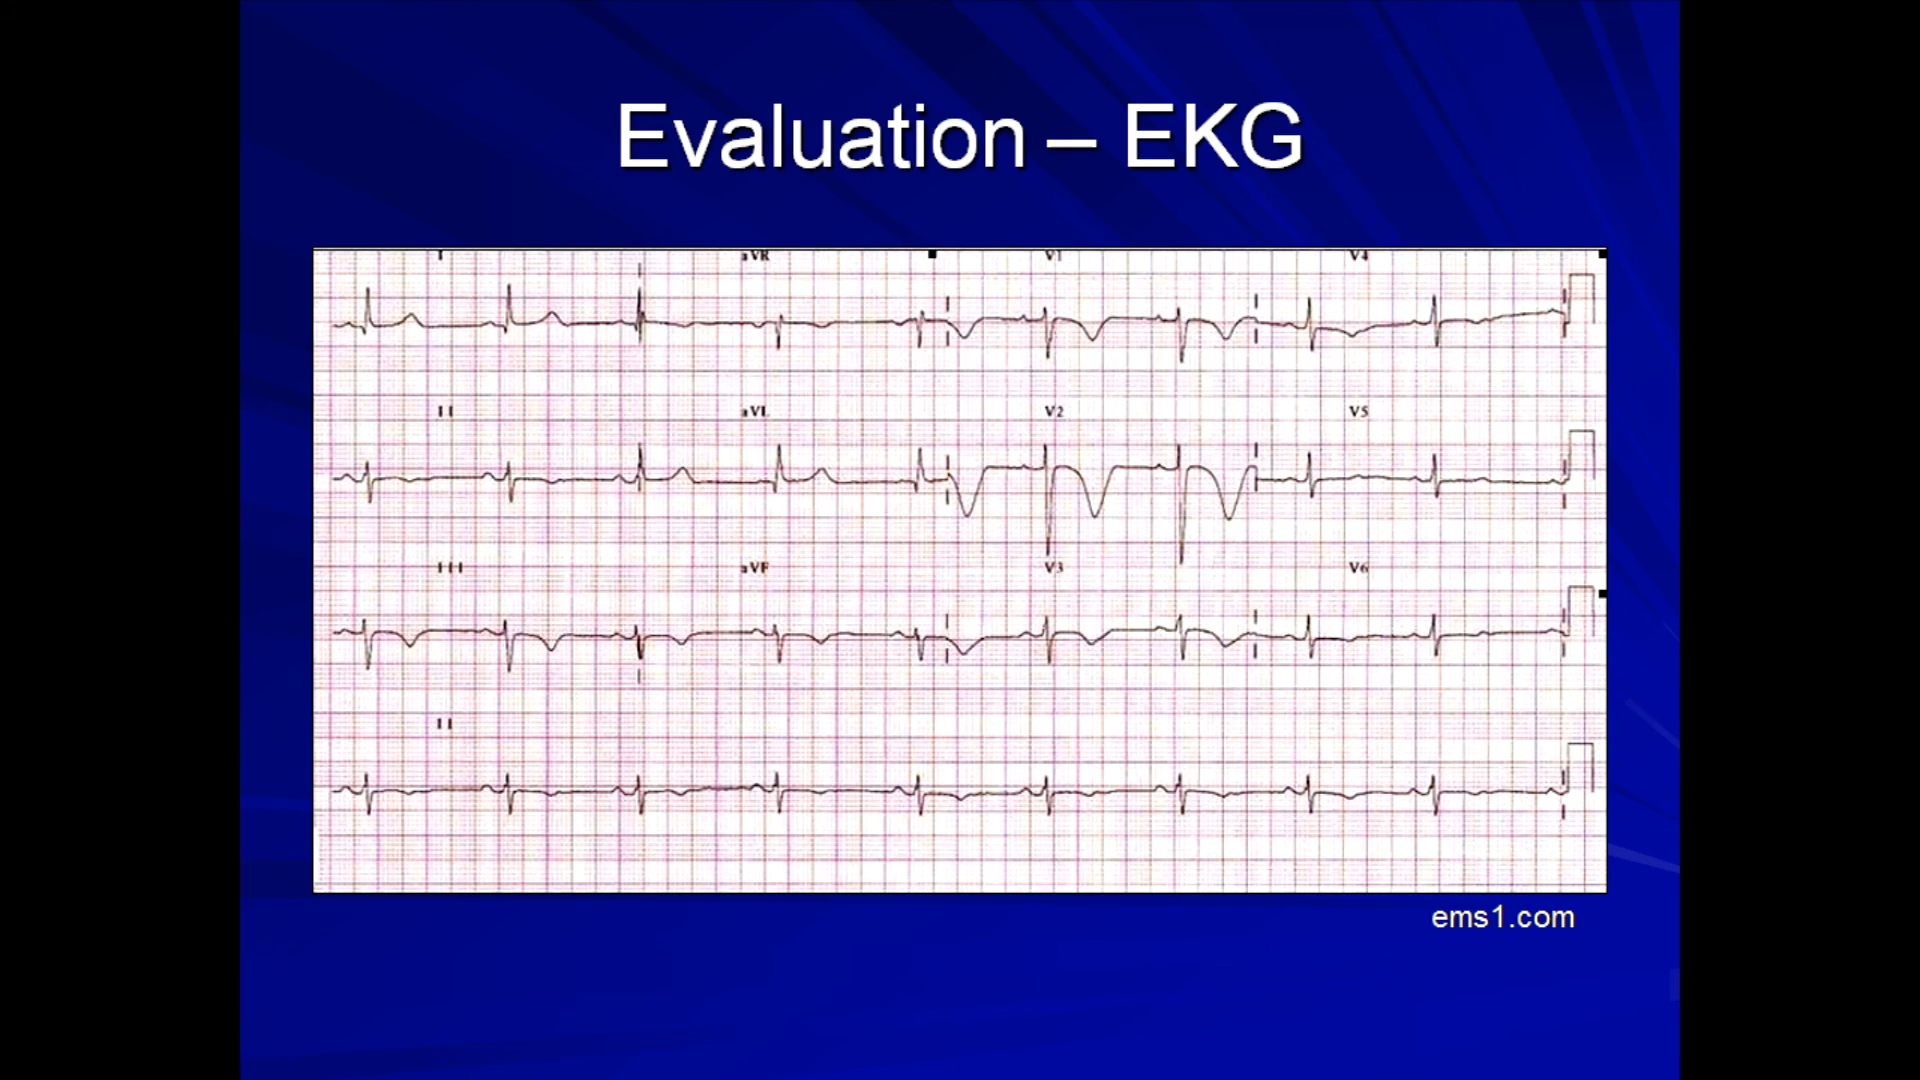 Evaluation – EKG
I aVR V1 V4
II aVL V2 V5
III aVF V3 V6
II
ems1.com